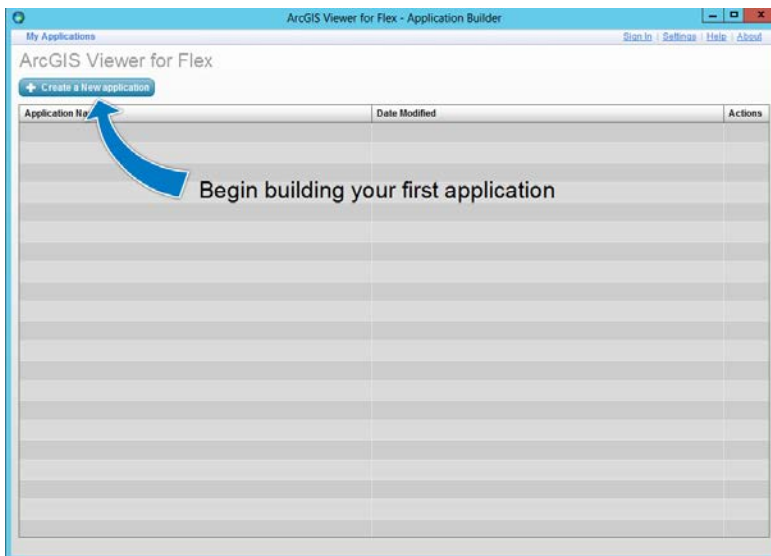 ArcGIS Viewer for Flex - Application Builder
My Applications
Sign In | Settings | Help | About
ArcGIS Viewer for Flex
+ Create a New application
Application Na
Date Modified
Actions
Begin building your first application